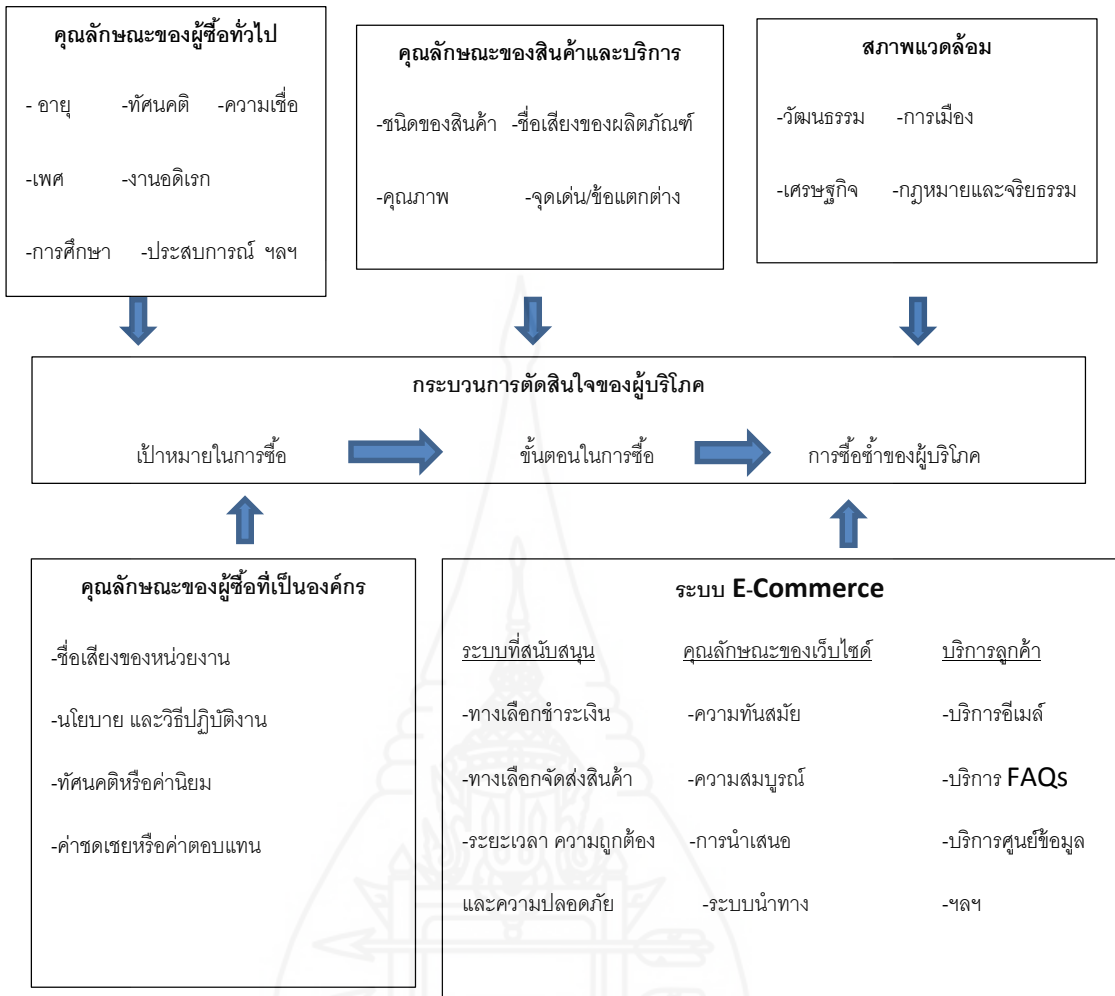 คุณลักษณะของผู้ซื้อทั่วไป
- อายุ -ทัศนคติ -ความเชื่อ
-เพศ -งานอดิเรก
-การศึกษา -ประสบการณ์ ฯลฯ
คุณลักษณะของสินค้าและบริการ
-ชนิดของสินค้า -ชื่อเสียงของผลิตภัณฑ์
-คุณภาพ -จุดเด่น/ข้อแตกต่าง
สภาพแวดล้อม
-วัฒนธรรม -การเมือง
-เศรษฐกิจ -กฎหมายและจริยธรรม
กระบวนการตัดสินใจของผู้บริโภค
เป้าหมายในการซื้อ ขั้นตอนในการซื้อ การซื้อซ้ำของผู้บริโภค
คุณลักษณะของผู้ซื้อที่เป็นองค์กร
-ชื่อเสียงของหน่วยงาน
-นโยบาย และวิธีปฏิบัติงาน
-ทัศนคติหรือค่านิยม
-ค่าชดเชยหรือค่าตอบแทน
ระบบ E-Commerce
ระบบที่สนับสนุน คุณลักษณะของเว็บไซด์ บริการลูกค้า
-ทางเลือกชำระเงิน -ความทันสมัย -บริการอีเมล์
-ทางเลือกจัดส่งสินค้า -ความสมบูรณ์ -บริการ FAQs
-ระยะเวลา ความถูกต้อง -การนำเสนอ -บริการศูนย์ข้อมูล
และความปลอดภัย -ระบบนำทาง -ฯลฯ